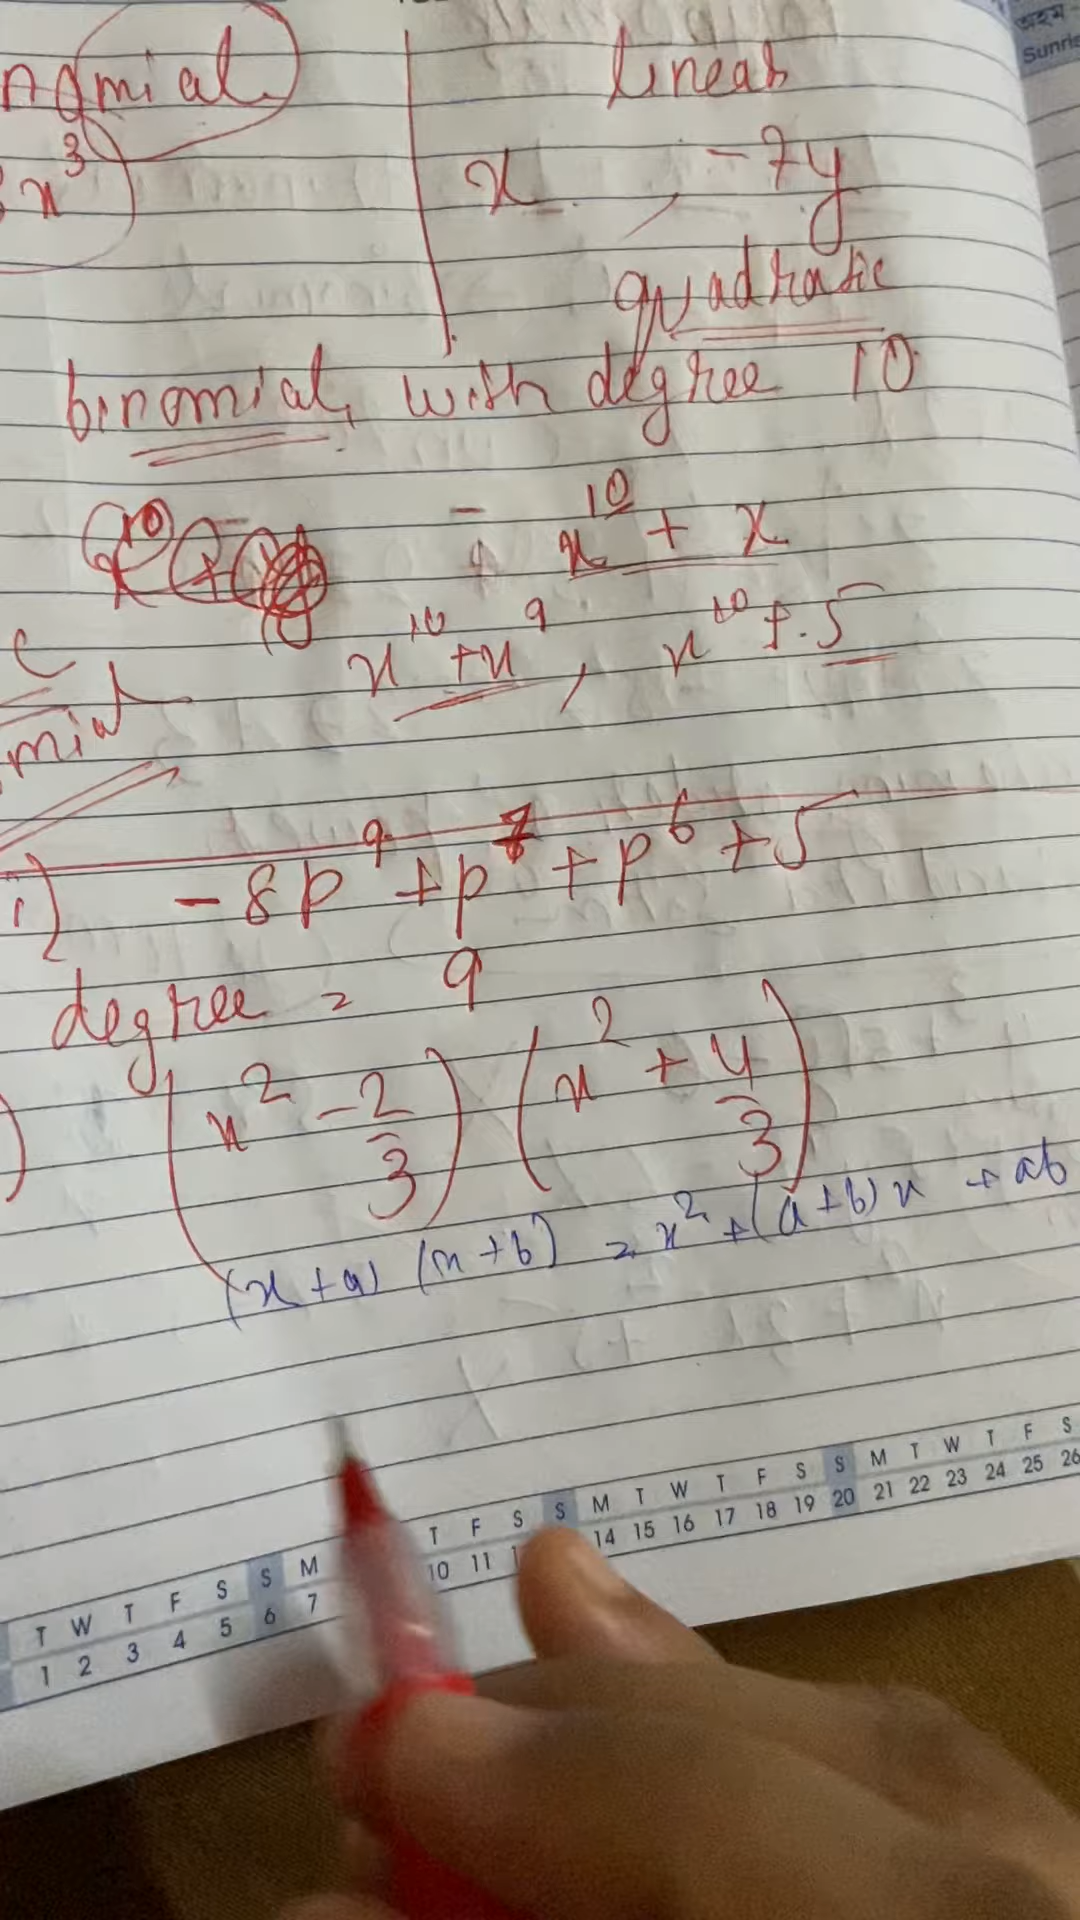 nomial linear
x³ x , -7y
quadratic
binomial, with degree 10
x¹⁰ + x
x¹⁰ + x⁹ , x¹⁰ + 5
mial
i) -8p⁹ + p⁷ + p⁶ + 5
degree = 9
(x² - 2/3) (x² + 4/3)
(x + a) (x + b) = x² + (a + b) x + ab
T W T F S S M T F S S M T W T F S S M T W T F S
1 2 3 4 5 6 7 10 11 14 15 16 17 18 19 20 21 22 23 24 25 26